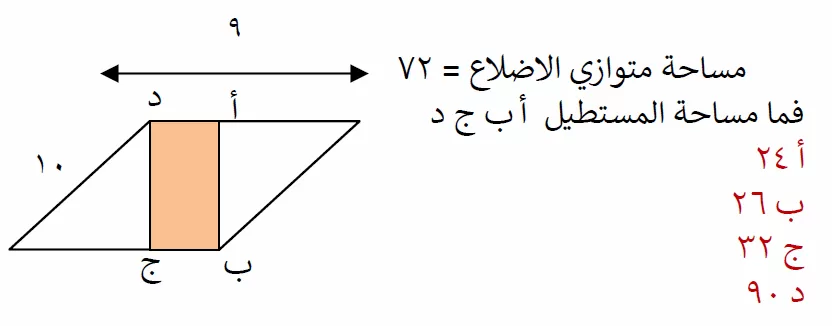 ٩
مساحة متوازي الاضلاع = ٧٢
فما مساحة المستطيل أ ب ج د
أ ٢٤
ب ٢٦
ج ٣٢
د ٩٠
د
أ
١٠
ج
ب